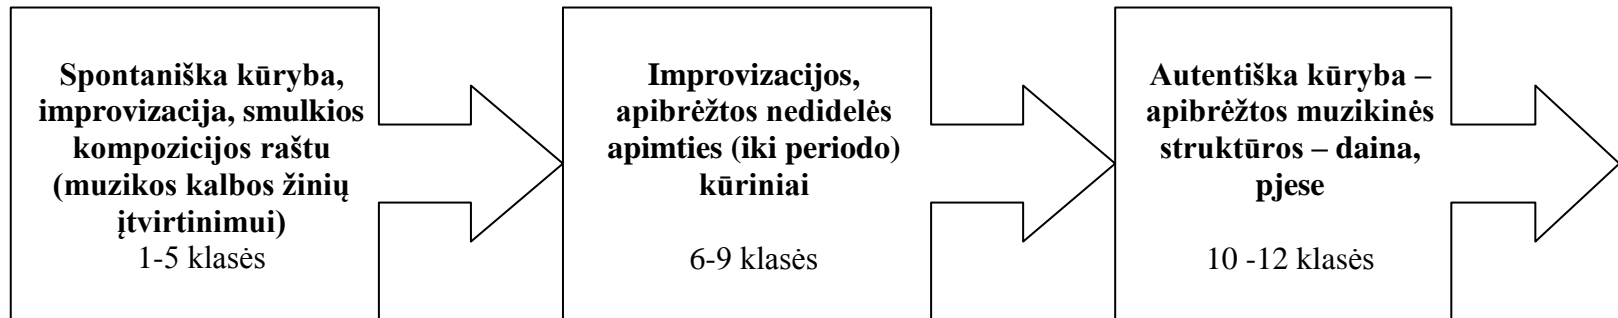 Spontaniška kūryba,
improvizacija, smulkios
kompozicijos raštu
(muzikos kalbos žinių
įtvirtinimui)
1-5 klasės
Improvizacijos,
apibrėžtos nedidelės
apimties (iki periodo)
kūriniai
6-9 klasės
Autentiška kūryba –
apibrėžtos muzikinės
struktūros – daina,
pjese
10 -12 klasės